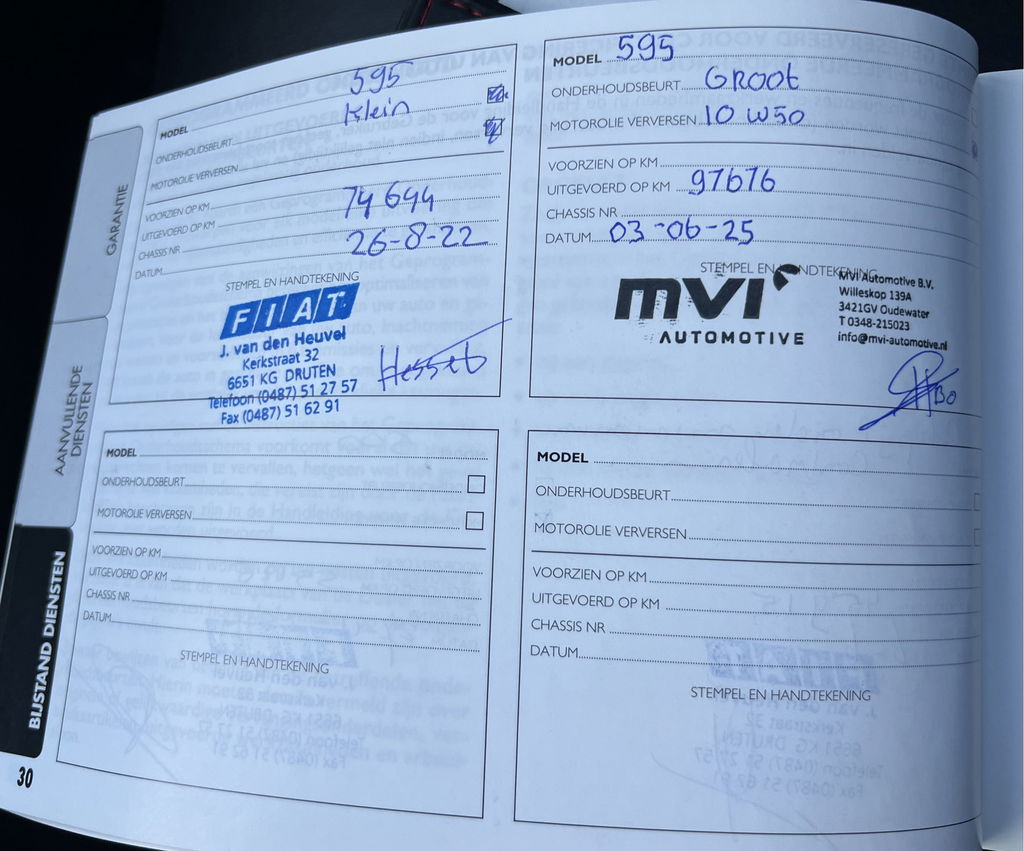 GARANTIE
AANVULLENDE
DIENSTEN
BIJSTAND DIENSTEN
30
MODEL 595
ONDERHOUDSBEURT Klein
MOTOROLIE VERVERSEN
VOORZIEN OP KM
UITGEVOERD OP KM 74644
CHASSIS NR
DATUM 26-8-22
STEMPEL EN HANDTEKENING
FIAT
J. van den Heuvel
Kerkstraat 32
6651 KG DRUTEN
Telefoon (0487) 51 27 57
Fax (0487) 51 62 91
MODEL 595
ONDERHOUDSBEURT GROOt
MOTOROLIE VERVERSEN 10 W50
VOORZIEN OP KM
UITGEVOERD OP KM 97676
CHASSIS NR
DATUM 03-06-25
STEMPEL EN HANDTEKENING
mvi
AUTOMOTIVE
MVI Automotive B.V.
Willeskop 139A
3421GV Oudewater
T 0348-215023
info@mvi-automotive.nl
MODEL
ONDERHOUDSBEURT
MOTOROLIE VERVERSEN
VOORZIEN OP KM
UITGEVOERD OP KM
CHASSIS NR
DATUM
STEMPEL EN HANDTEKENING
MODEL
ONDERHOUDSBEURT
MOTOROLIE VERVERSEN
VOORZIEN OP KM
UITGEVOERD OP KM
CHASSIS NR
DATUM
STEMPEL EN HANDTEKENING